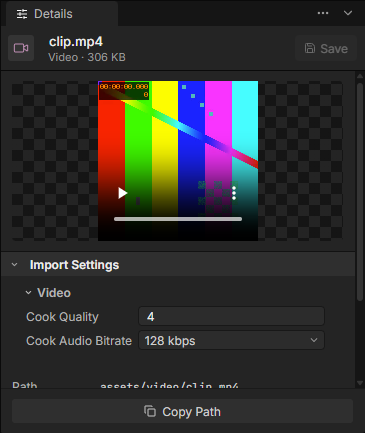 Details
clip.mp4
Video · 306 KB
Save
00:00:00.000
0
Import Settings
Video
Cook Quality 4
Cook Audio Bitrate 128 kbps
Path assets/video/clip.mp4
Copy Path